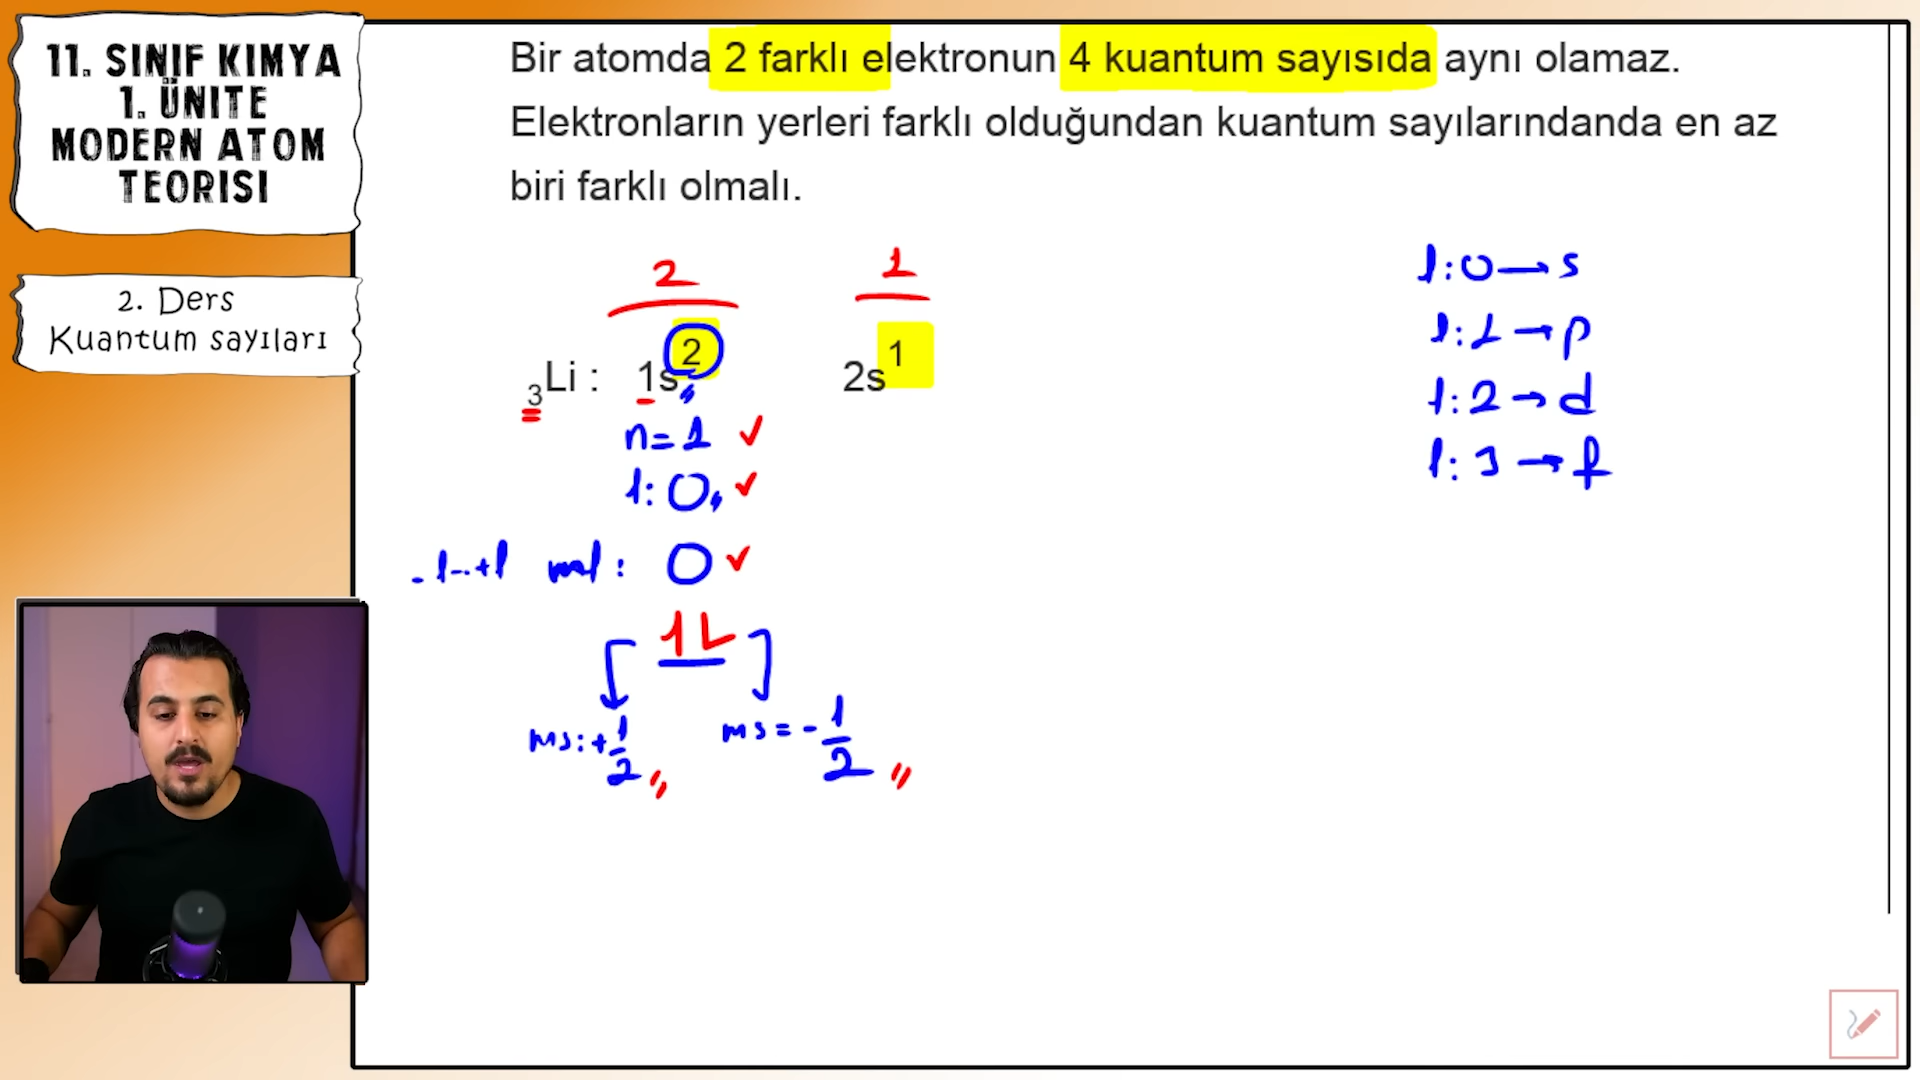 11. SINIF KIMYA
1. ÜNITE
MODERN ATOM
TEORISI
2. Ders
Kuantum sayıları
Bir atomda 2 farklı elektronun 4 kuantum sayısıda aynı olamaz.
Elektronların yerleri farklı olduğundan kuantum sayılarındanda en az
biri farklı olmalı.
2 1
₃Li : 1s² 2s¹
n=1 ✓
l:0 ✓
-l..+l ml: 0 ✓
1L
ms:+1/2 ms=-1/2
l:0→s
l:1→p
l:2→d
l:3→f